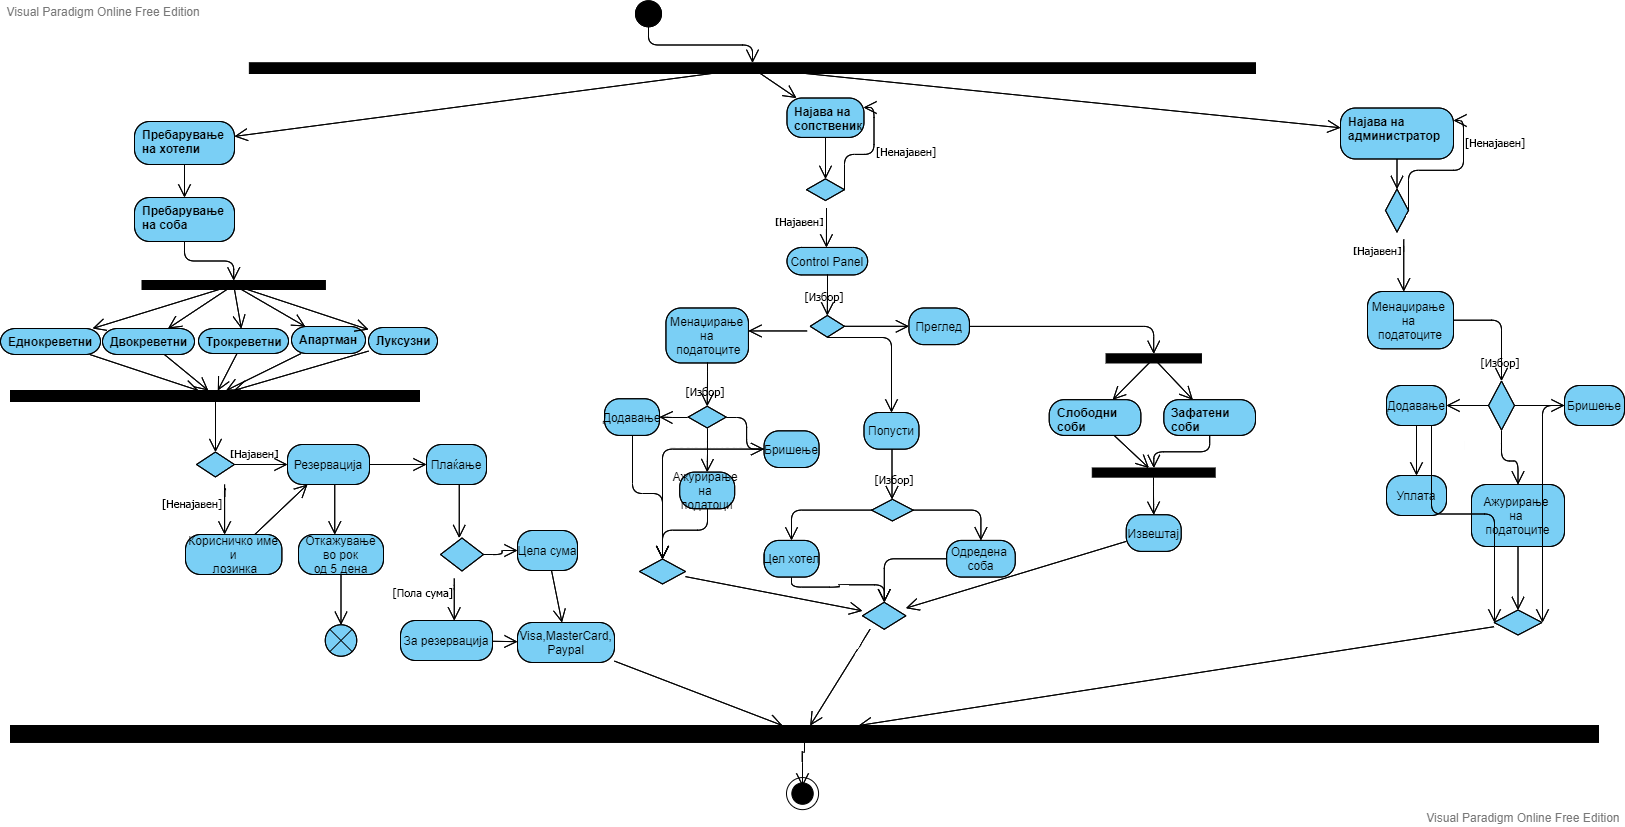 Visual Paradigm Online Free Edition
Пребарување
на хотели
Пребарување
на соба
Еднокреветни
Двокреветни
Трокреветни
Апартман
Луксузни
[Најавен]
[Ненајавен]
Резервација
Плаќање
Корисничко име
и
лозинка
Откажување
во рок
од 5 дена
Цела сума
[Пола сума]
За резервација
Visa,MasterCard,
Paypal
Најава на
сопственик
[Ненајавен]
[Најавен]
Control Panel
[Избор]
Менаџирање
на
податоците
Преглед
[Избор]
Додавање
Бришење
Ажурирање
на
податоци
Попусти
[Избор]
Цел хотел
Одредена
соба
Слободни
соби
Зафатени
соби
Извештај
Најава на
администратор
[Ненајавен]
[Најавен]
Менаџирање
на
податоците
[Избор]
Додавање
Бришење
Уплата
Ажурирање
на
податоците
Visual Paradigm Online Free Edition